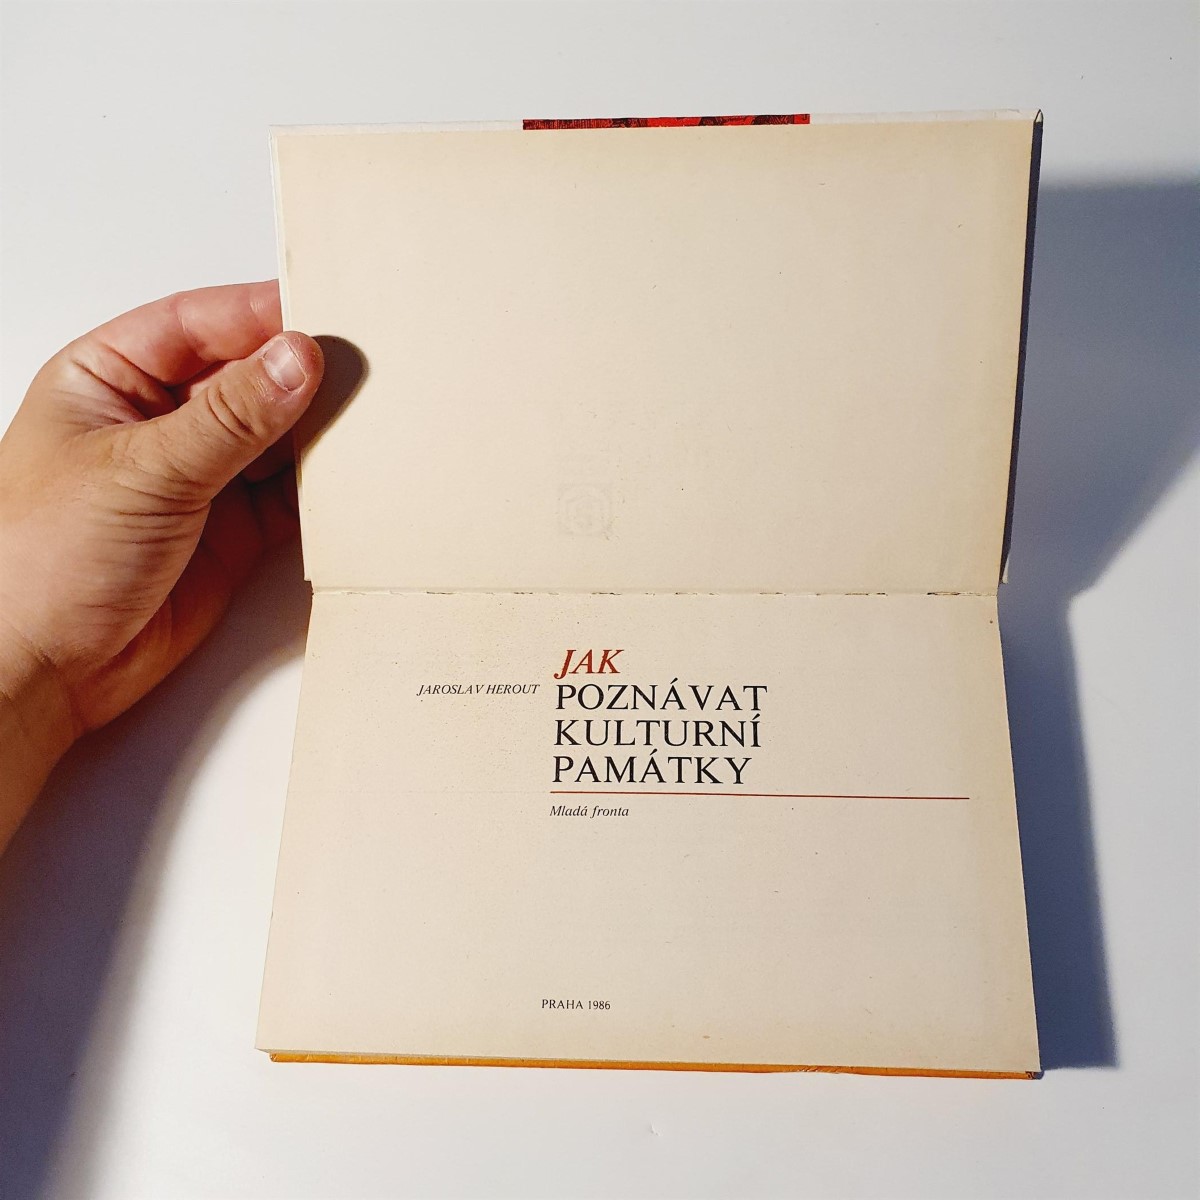 JAK
JAROSLAV HEROUT
POZNÁVAT
KULTURNÍ
PAMÁTKY
Mladá fronta
PRAHA 1986